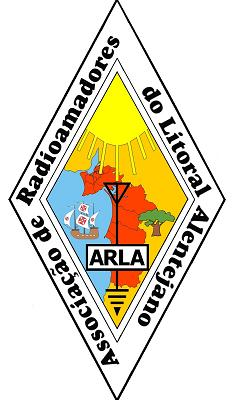 Associação de Radioamadores
do Litoral Alentejano
ARLA